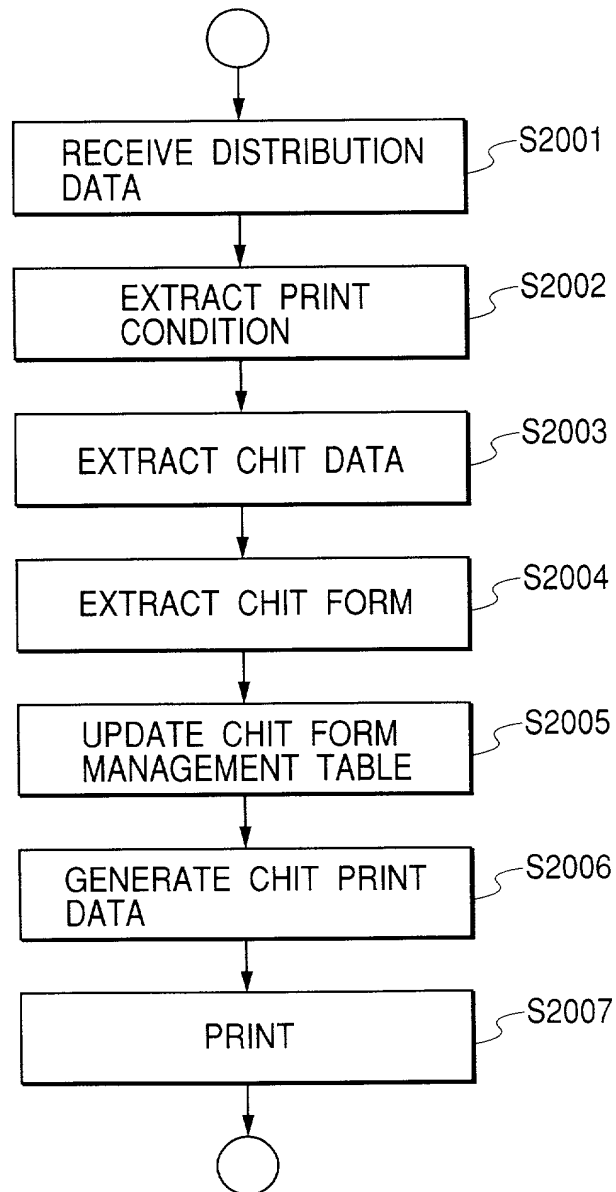 RECEIVE DISTRIBUTION
DATA
S2001
EXTRACT PRINT
CONDITION
S2002
EXTRACT CHIT DATA
S2003
EXTRACT CHIT FORM
S2004
UPDATE CHIT FORM
MANAGEMENT TABLE
S2005
GENERATE CHIT PRINT
DATA
S2006
PRINT
S2007